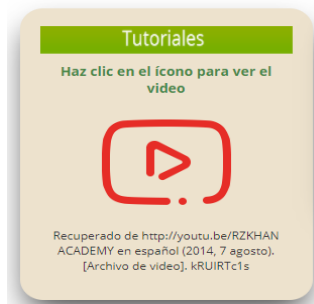 Tutoriales
Haz clic en el ícono para ver el
video
Recuperado de http://youtu.be/RZKHAN
ACADEMY en español (2014, 7 agosto).
[Archivo de video]. kRUIRTc1s